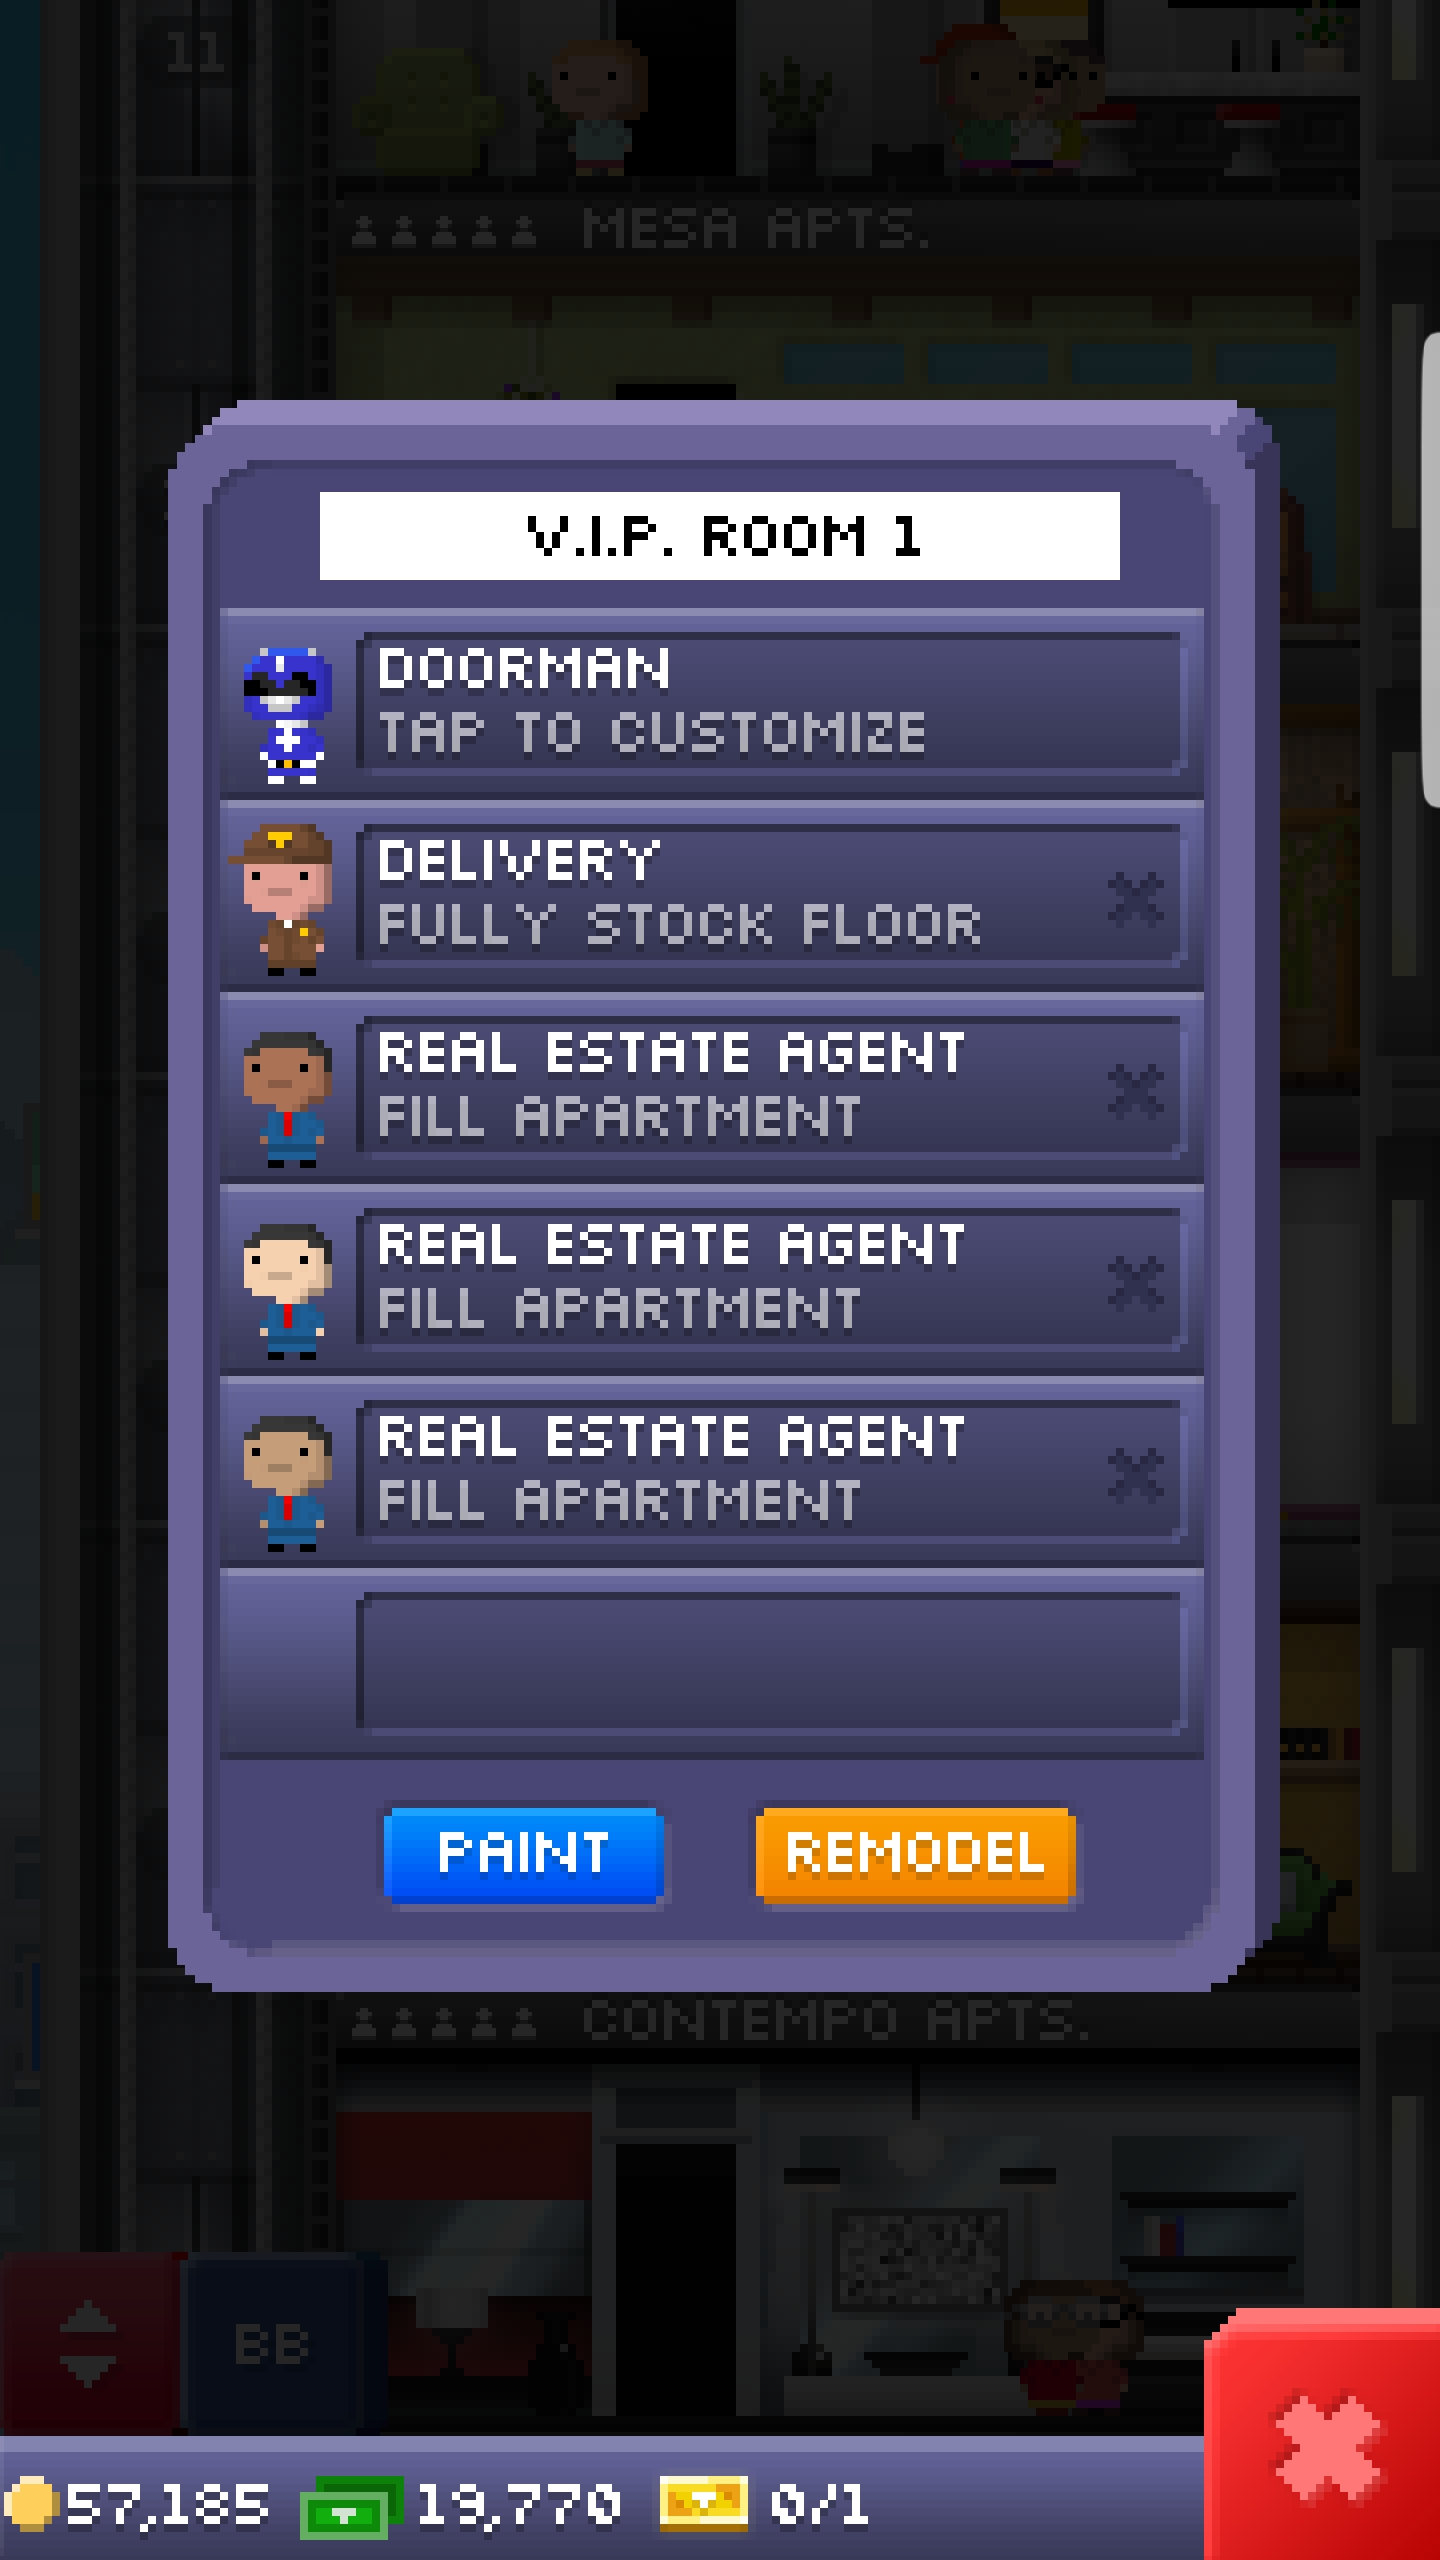 11
MESA APTS.
V.I.P. ROOM 1
DOORMAN
TAP TO CUSTOMIZE
DELIVERY
FULLY STOCK FLOOR
REAL ESTATE AGENT
FILL APARTMENT
REAL ESTATE AGENT
FILL APARTMENT
REAL ESTATE AGENT
FILL APARTMENT
PAINT
REMODEL
CONTEMPO APTS.
BB
57,185
19,770
0/1